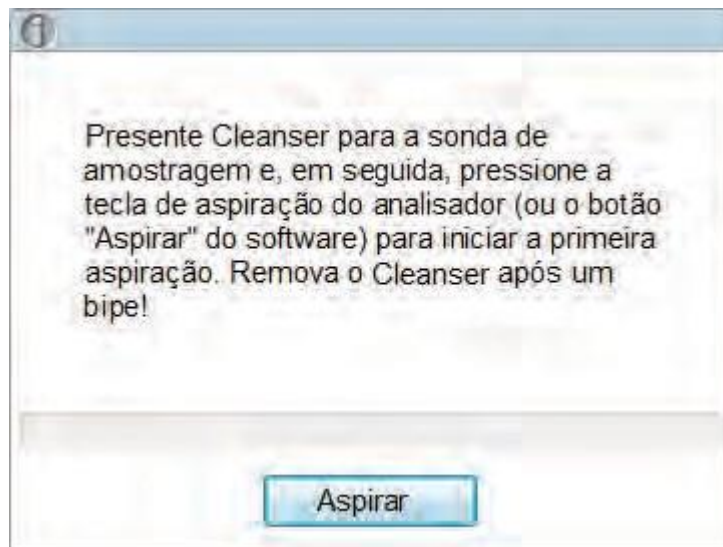 Presente Cleanser para a sonda de
amostragem e, em seguida, pressione a
tecla de aspiração do analisador (ou o botão
"Aspirar" do software) para iniciar a primeira
aspiração. Remova o Cleanser após um
bipe!
Aspirar